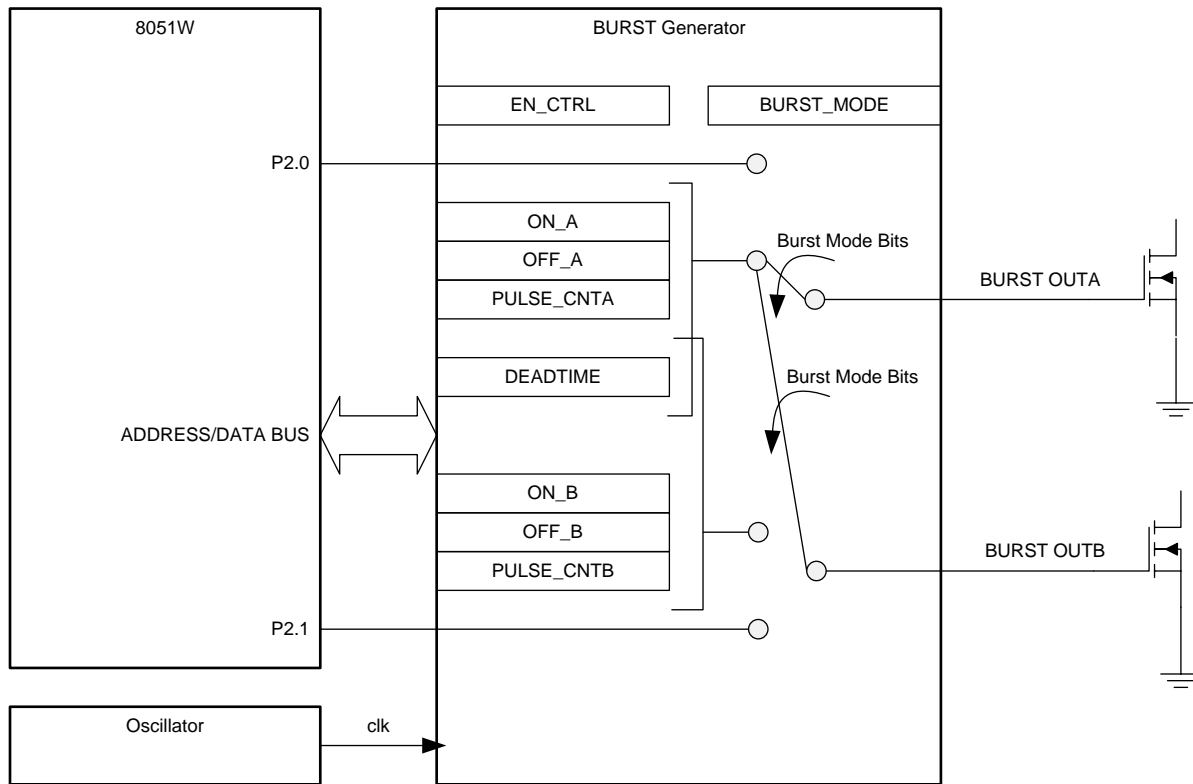 8051W
BURST Generator
EN_CTRL
BURST_MODE
P2.0
ON_A
OFF_A
PULSE_CNTA
Burst Mode Bits
BURST OUTA
DEADTIME
Burst Mode Bits
ADDRESS/DATA BUS
ON_B
OFF_B
PULSE_CNTB
BURST OUTB
P2.1
Oscillator
clk